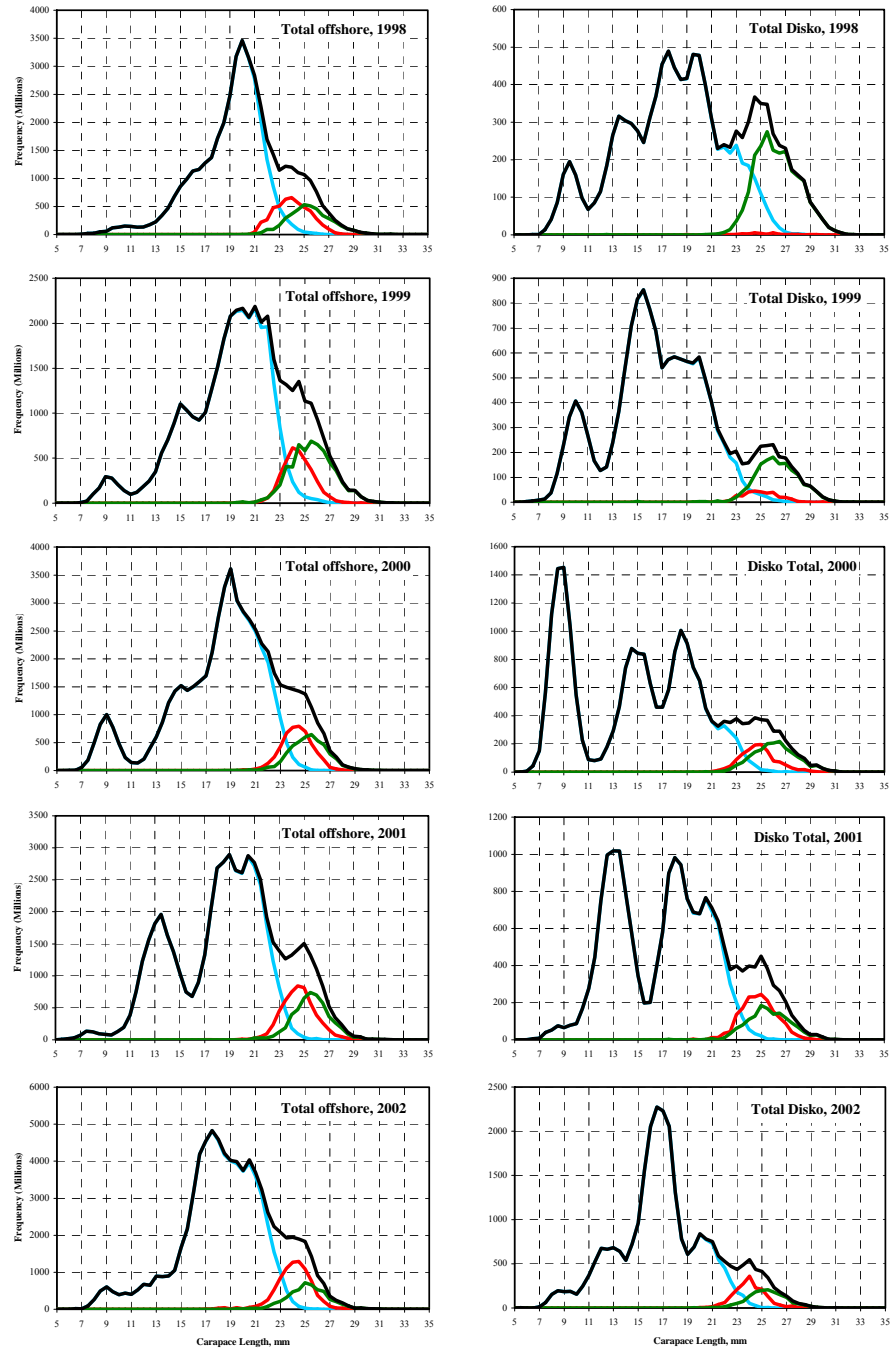 Total offshore, 1998
Frequency (Millions)
4000
3500
3000
2500
2000
1500
1000
500
0
5 7 9 11 13 15 17 19 21 23 25 27 29 31 33 35
Total Disko, 1998
600
500
400
300
200
100
0
5 7 9 11 13 15 17 19 21 23 25 27 29 31 33 35
Total offshore, 1999
Frequency (Millions)
2500
2000
1500
1000
500
0
5 7 9 11 13 15 17 19 21 23 25 27 29 31 33 35
Total Disko, 1999
900
800
700
600
500
400
300
200
100
0
5 7 9 11 13 15 17 19 21 23 25 27 29 31 33 35
Total offshore, 2000
Frequency (Millions)
4000
3500
3000
2500
2000
1500
1000
500
0
5 7 9 11 13 15 17 19 21 23 25 27 29 31 33 35
Disko Total, 2000
1600
1400
1200
1000
800
600
400
200
0
5 7 9 11 13 15 17 19 21 23 25 27 29 31 33 35
Total offshore, 2001
Frequency (Millions)
3500
3000
2500
2000
1500
1000
500
0
5 7 9 11 13 15 17 19 21 23 25 27 29 31 33 35
Disko Total, 2001
1200
1000
800
600
400
200
0
5 7 9 11 13 15 17 19 21 23 25 27 29 31 33 35
Total offshore, 2002
Frequency (Millions)
6000
5000
4000
3000
2000
1000
0
5 7 9 11 13 15 17 19 21 23 25 27 29 31 33 35
Carapace Length, mm
Total Disko, 2002
2500
2000
1500
1000
500
0
5 7 9 11 13 15 17 19 21 23 25 27 29 31 33 35
Carapace Length, mm